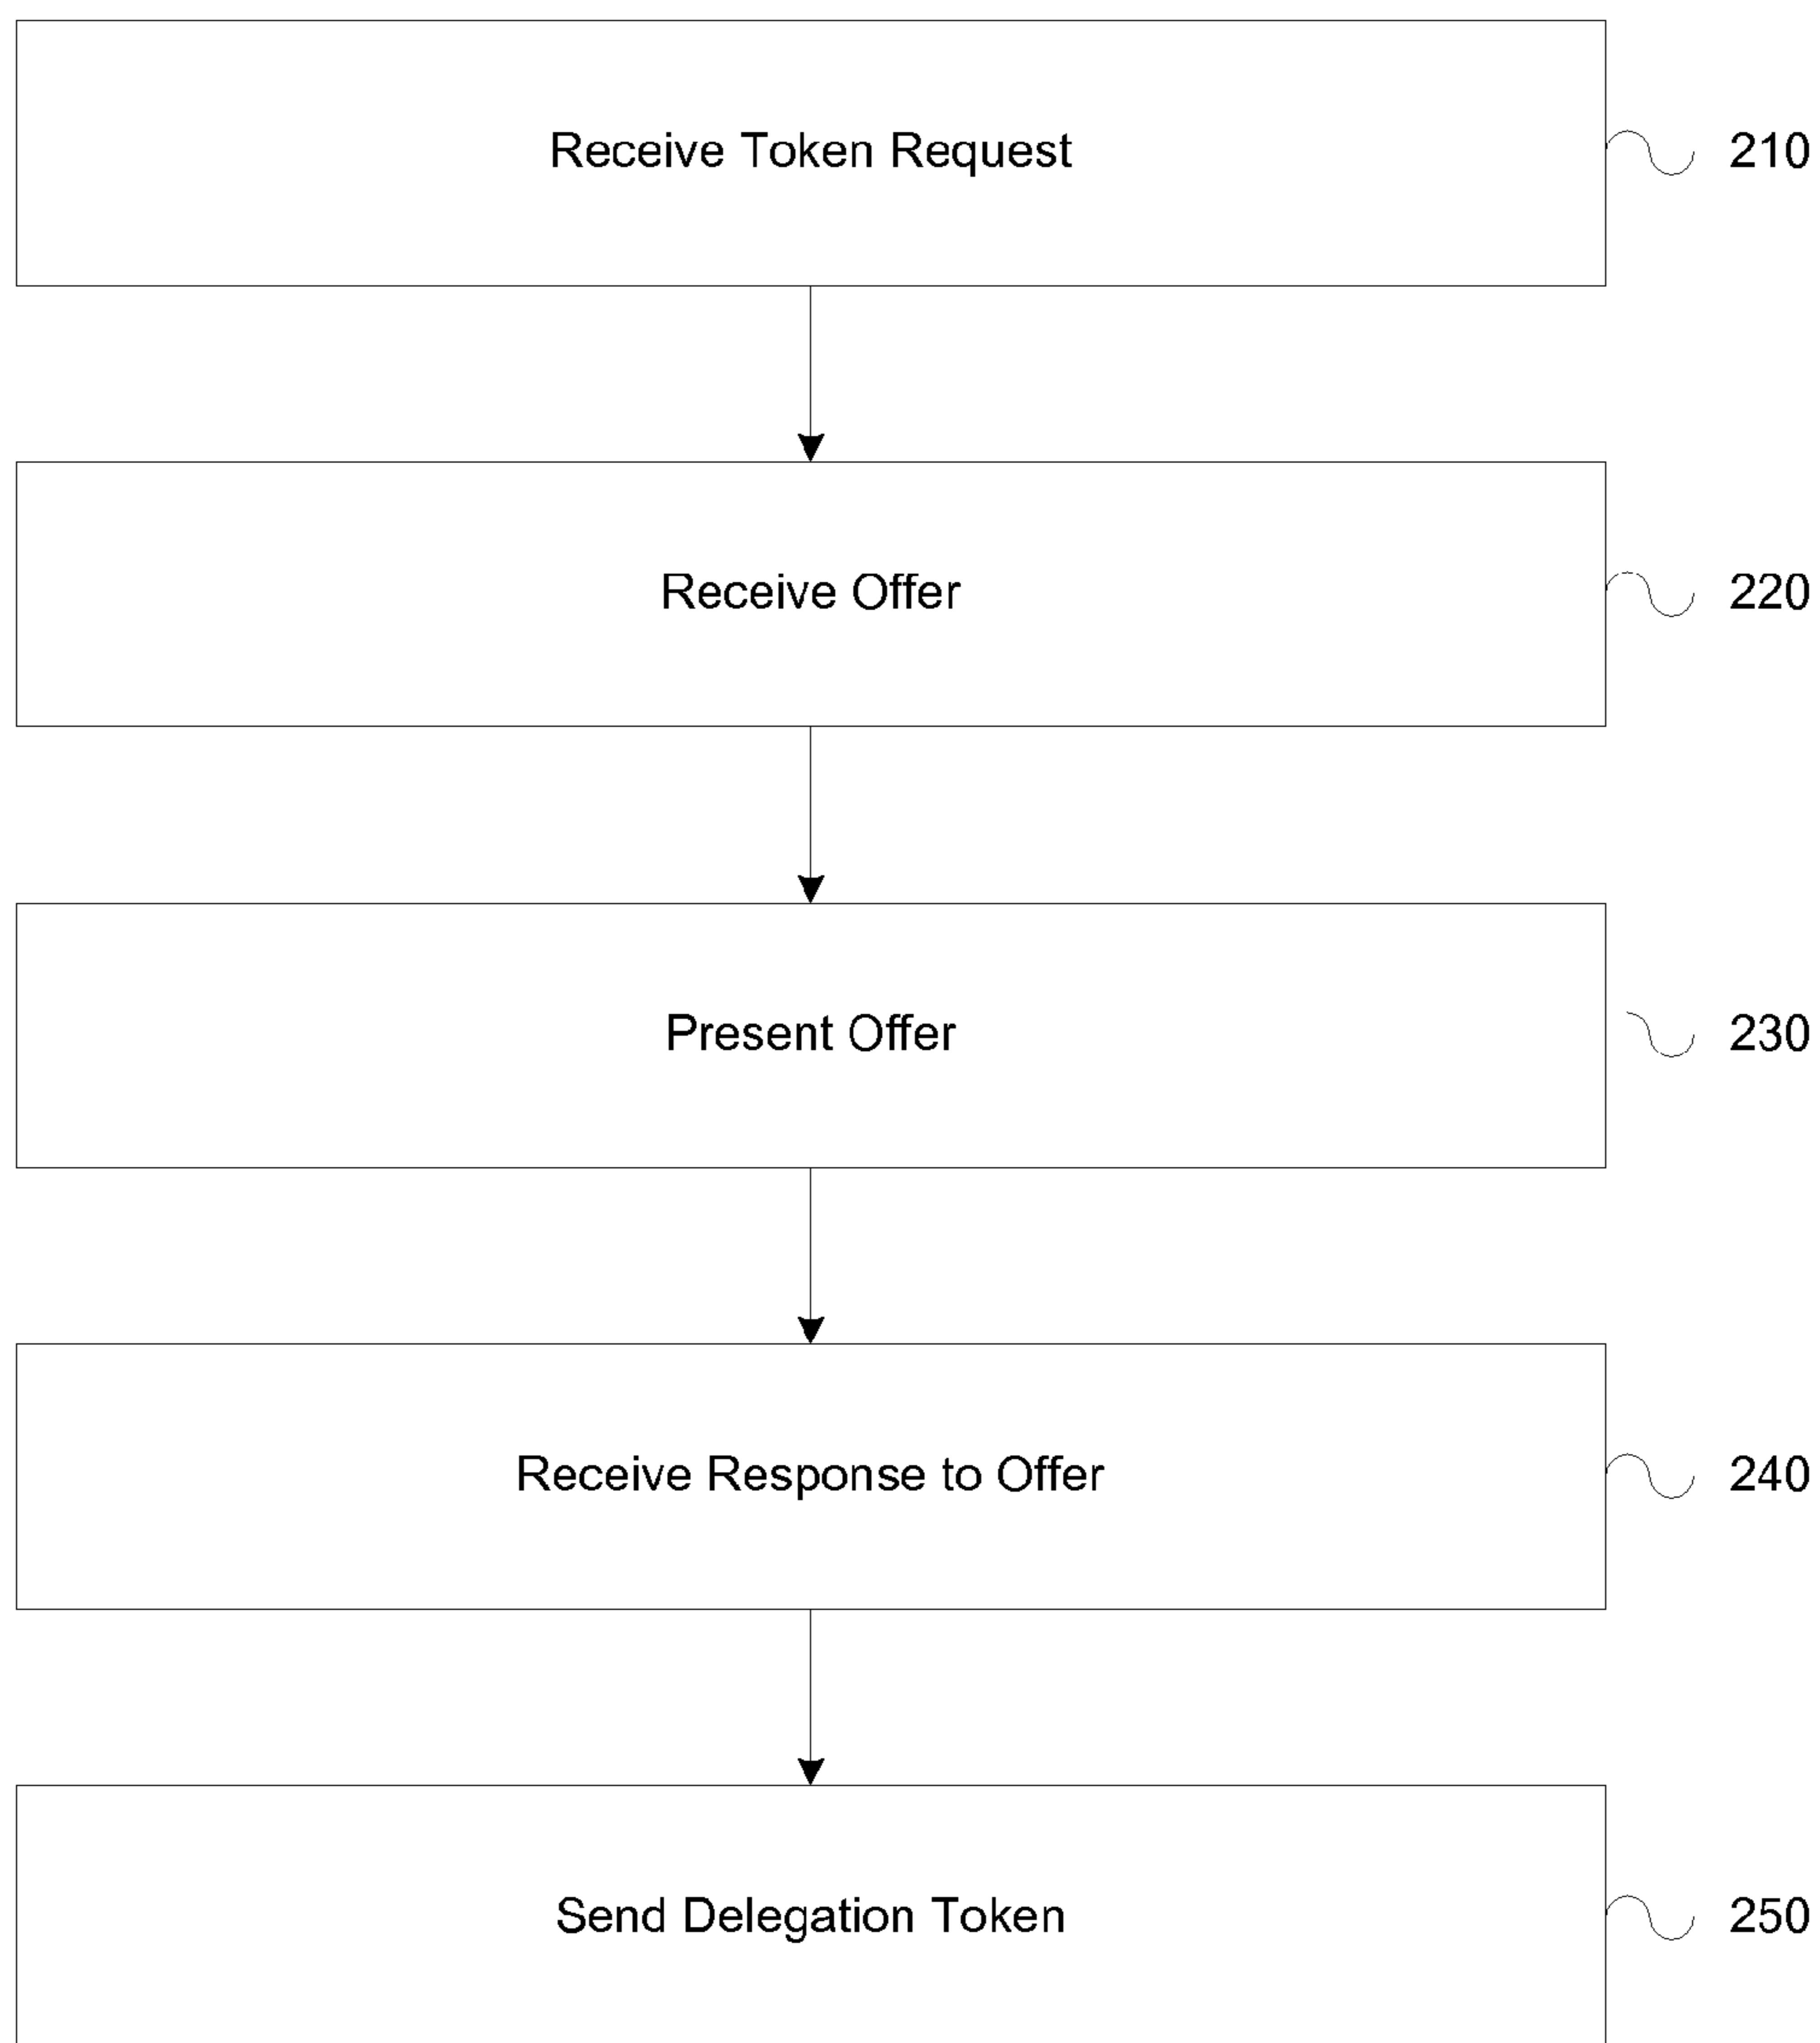 Receive Token Request
210
Receive Offer
220
Present Offer
230
Receive Response to Offer
240
Send Delegation Token
250